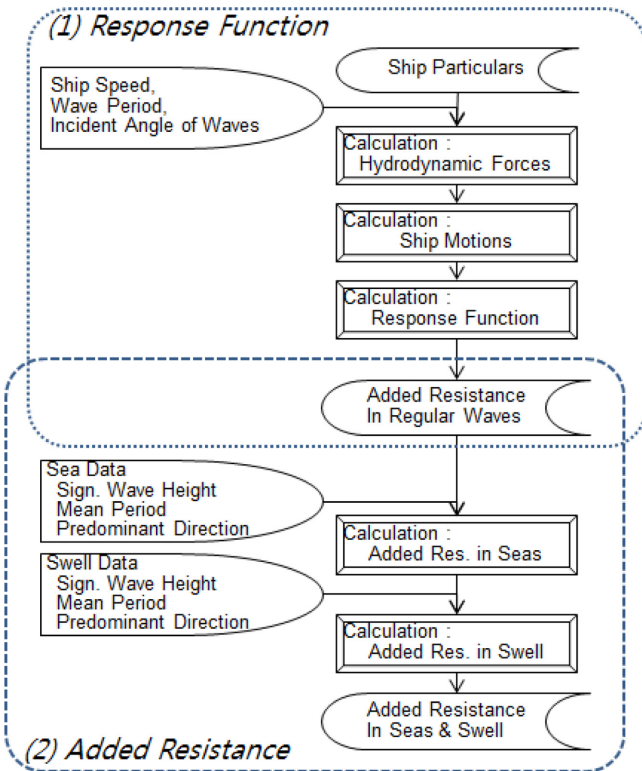 (1) Response Function
Ship Particulars
Ship Speed,
Wave Period,
Incident Angle of Waves
Calculation :
Hydrodynamic Forces
Calculation :
Ship Motions
Calculation :
Response Function
Added Resistance
In Regular Waves
Sea Data
Sign. Wave Height
Mean Period
Predominant Direction
Calculation :
Added Res. in Seas
Swell Data
Sign. Wave Height
Mean Period
Predominant Direction
Calculation :
Added Res. in Swell
Added Resistance
In Seas & Swell
(2) Added Resistance